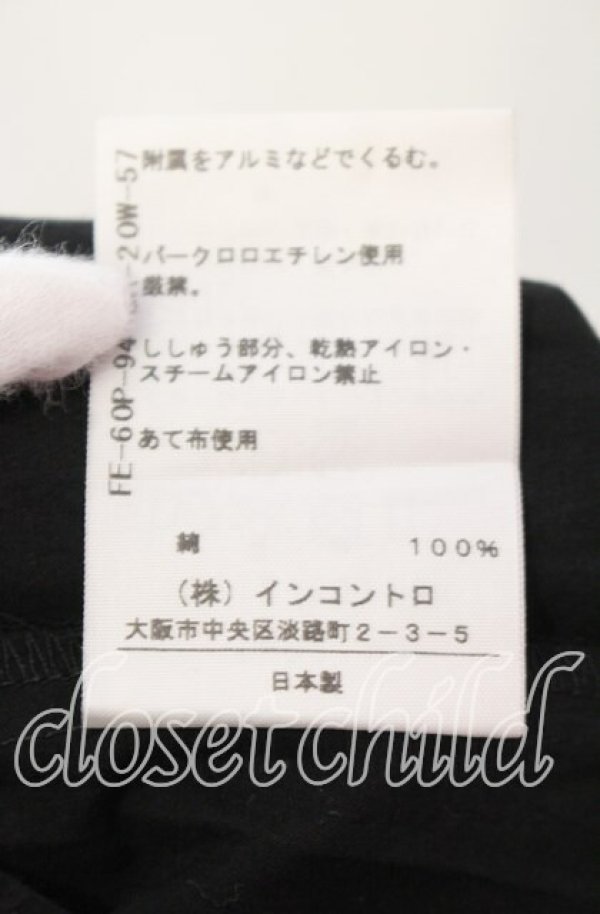 附属をアルミなどでくるむ。
パークロロエチレン使用
厳禁。
ししゅう部分、乾熱アイロン・
スチームアイロン禁止
あて布使用
綿 100%
(株)インコントロ
大阪市中央区淡路町2-3-5
日本製
FE-60P-94
-20W-57
closet child